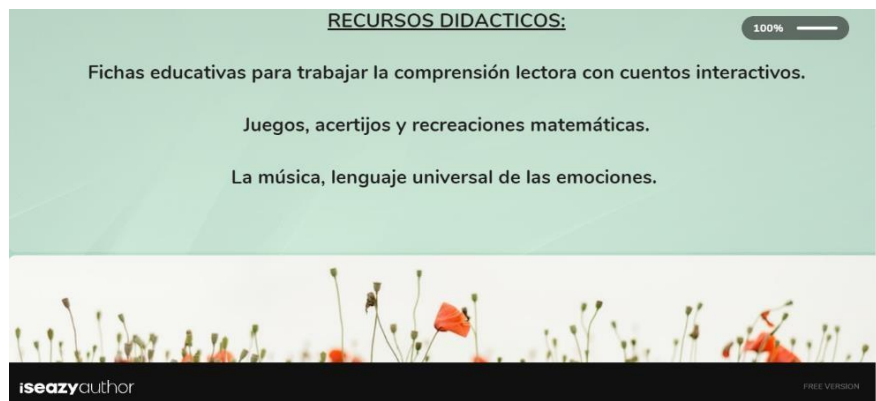 RECURSOS DIDACTICOS:
100%
Fichas educativas para trabajar la comprensión lectora con cuentos interactivos.
Juegos, acertijos y recreaciones matemáticas.
La música, lenguaje universal de las emociones.
iseazyauthor
FREE VERSION